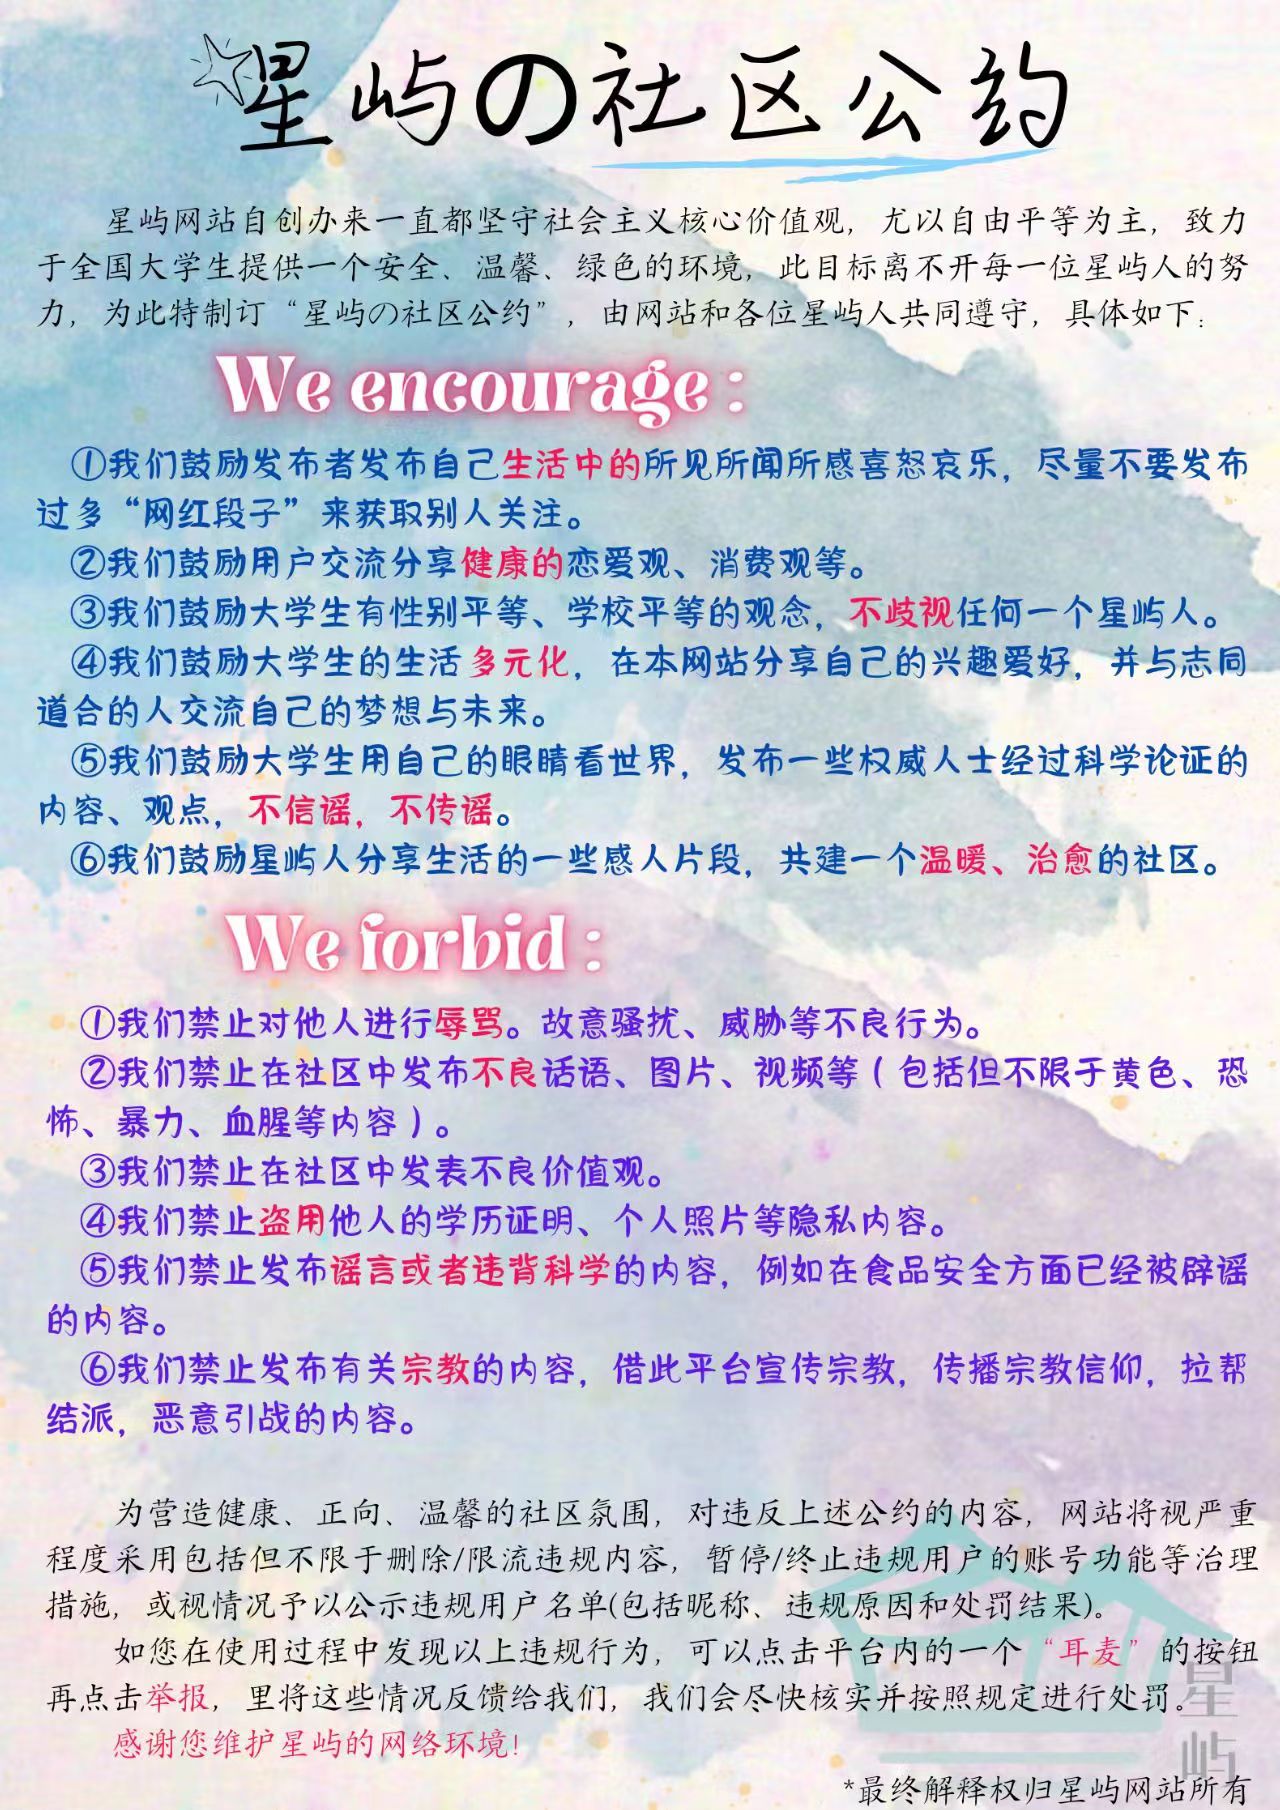 星屿の社区公约
星屿网站自创办来一直都坚守社会主义核心价值观，尤以自由平等为主，致力
于全国大学生提供一个安全、温馨、绿色的环境，此目标离不开每一位星屿人的努
力，为此特制订“星屿の社区公约”，由网站和各位星屿人共同遵守，具体如下：
We encourage：
①我们鼓励发布者发布自己生活中的所见所闻所感喜怒哀乐，尽量不要发布
过多“网红段子”来获取别人关注。
②我们鼓励用户交流分享健康的恋爱观、消费观等。
③我们鼓励大学生有性别平等、学校平等的观念，不歧视任何一个星屿人。
④我们鼓励大学生的生活多元化，在本网站分享自己的兴趣爱好，并与志同
道合的人交流自己的梦想与未来。
⑤我们鼓励大学生用自己的眼睛看世界，发布一些权威人士经过科学论证的
内容、观点，不信谣，不传谣。
⑥我们鼓励星屿人分享生活的一些感人片段，共建一个温暖、治愈的社区。
We forbid：
①我们禁止对他人进行辱骂。故意骚扰、威胁等不良行为。
②我们禁止在社区中发布不良话语、图片、视频等（包括但不限于黄色、恐
怖、暴力、血腥等内容）。
③我们禁止在社区中发表不良价值观。
④我们禁止盗用他人的学历证明、个人照片等隐私内容。
⑤我们禁止发布谣言或者违背科学的内容，例如在食品安全方面已经被辟谣
的内容。
⑥我们禁止发布有关宗教的内容，借此平台宣传宗教，传播宗教信仰，拉帮
结派，恶意引战的内容。
为营造健康、正向、温馨的社区氛围，对违反上述公约的内容，网站将视严重
程度采用包括但不限于删除/限流违规内容，暂停/终止违规用户的账号功能等治理
措施，或视情况予以公示违规用户名单(包括昵称、违规原因和处罚结果)。
如您在使用过程中发现以上违规行为，可以点击平台内的一个“耳麦”的按钮
再点击举报，里将这些情况反馈给我们，我们会尽快核实并按照规定进行处罚。
感谢您维护星屿的网络环境！
星屿
*最终解释权归星屿网站所有